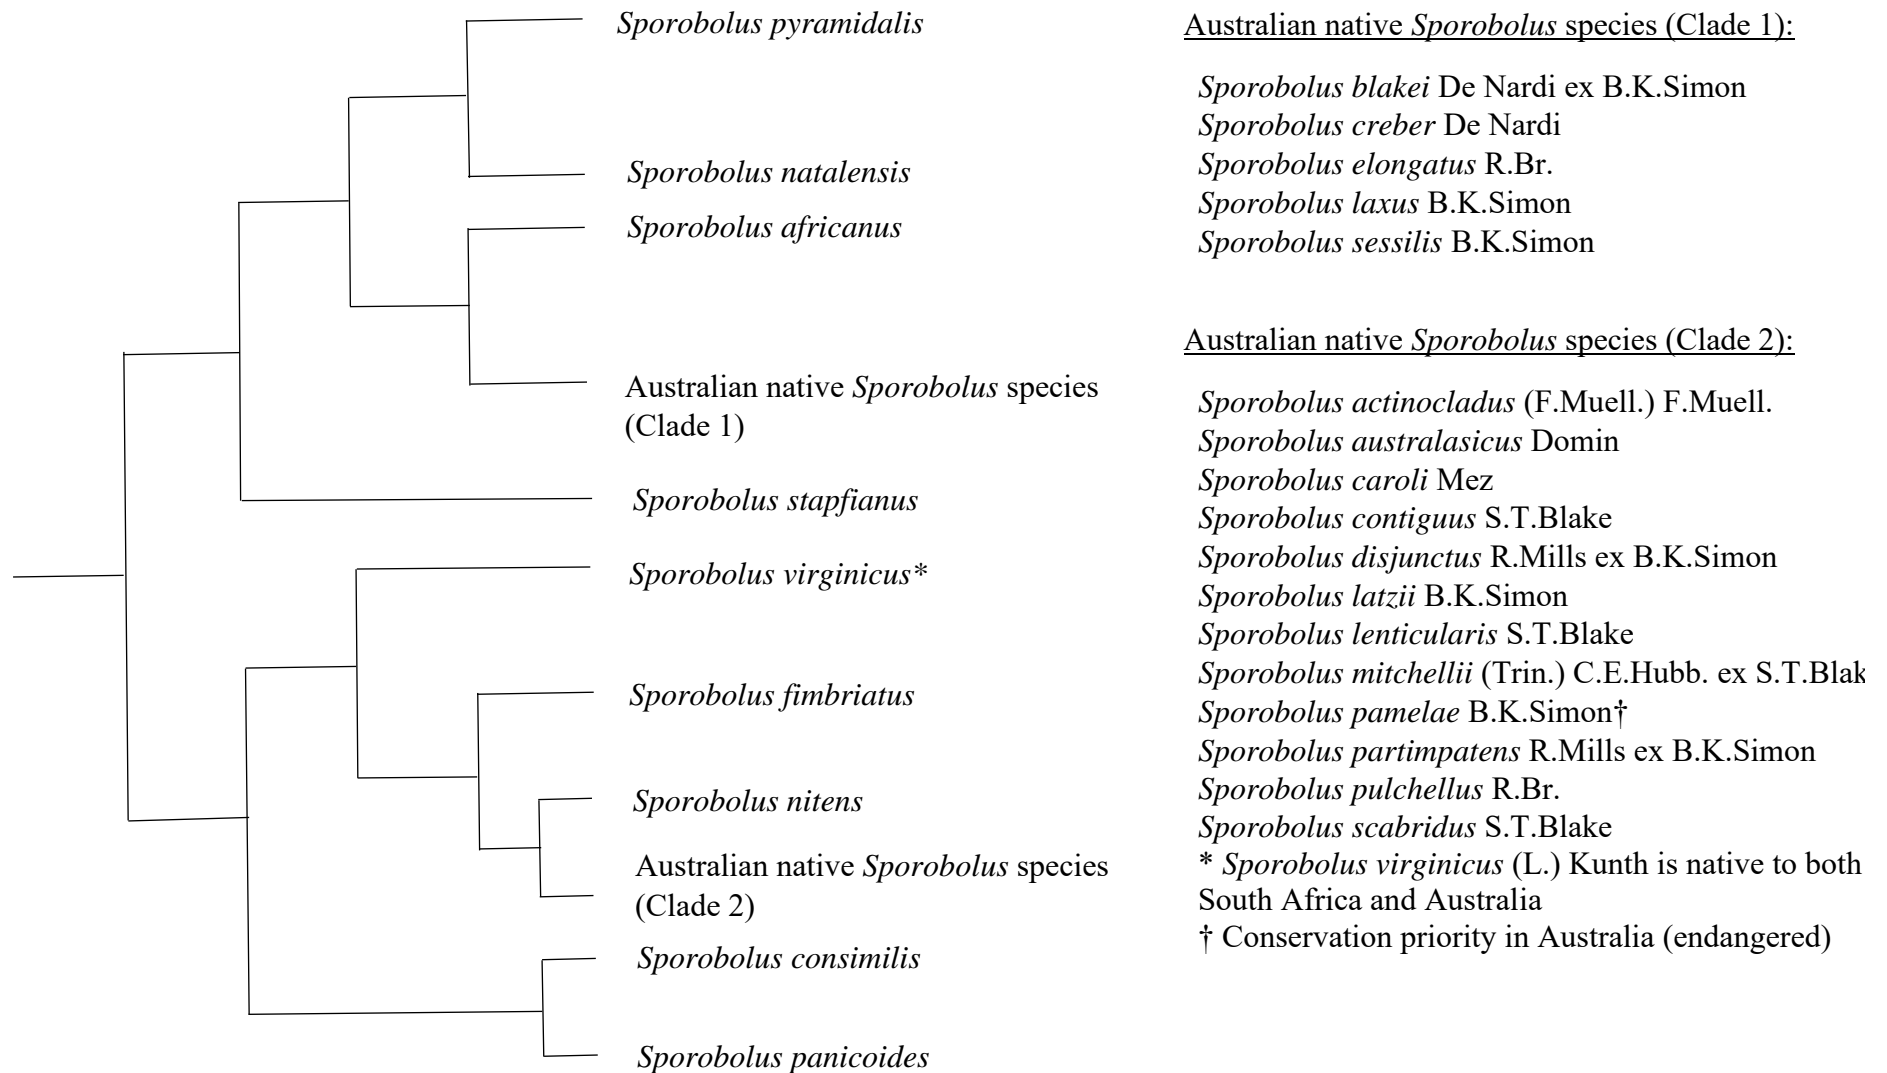 Sporobolus pyramidalis
Sporobolus natalensis
Sporobolus africanus
Australian native Sporobolus species
(Clade 1)
Sporobolus stapfianus
Sporobolus virginicus*
Sporobolus fimbriatus
Sporobolus nitens
Australian native Sporobolus species
(Clade 2)
Sporobolus consimilis
Sporobolus panicoides
Australian native Sporobolus species (Clade 1):
Sporobolus blakei De Nardi ex B.K.Simon
Sporobolus creber De Nardi
Sporobolus elongatus R.Br.
Sporobolus laxus B.K.Simon
Sporobolus sessilis B.K.Simon
Australian native Sporobolus species (Clade 2):
Sporobolus actinocladus (F.Muell.) F.Muell.
Sporobolus australasicus Domin
Sporobolus caroli Mez
Sporobolus contiguus S.T.Blake
Sporobolus disjunctus R.Mills ex B.K.Simon
Sporobolus latzii B.K.Simon
Sporobolus lenticularis S.T.Blake
Sporobolus mitchellii (Trin.) C.E.Hubb. ex S.T.Blak
Sporobolus pamelae B.K.Simon†
Sporobolus partimpatens R.Mills ex B.K.Simon
Sporobolus pulchellus R.Br.
Sporobolus scabridus S.T.Blake
* Sporobolus virginicus (L.) Kunth is native to both
South Africa and Australia
† Conservation priority in Australia (endangered)